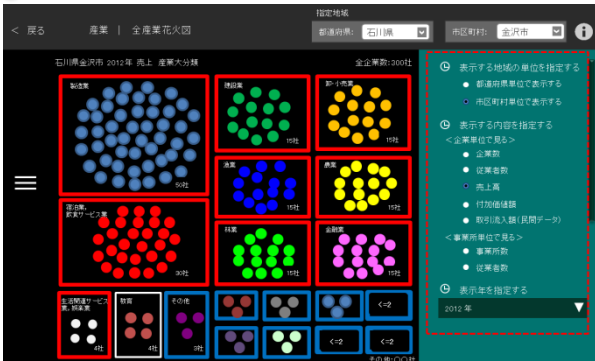 指定地域
< 戻る
産業 | 全産業花火図
都道府県: 石川県
市区町村: 金沢市
石川県金沢市 2012年 売上 産業大分類
全企業数:300社
製造業
50社
建設業
15社
卸・小売業
15社
漁業
15社
農業
15社
宿泊業,
飲食サービス業
30社
林業
15社
金融業
15社
生活関連サービス
業, 娯楽業
4社
教育
4社
その他
3社
<=2
<=2
<=2
その他:〇〇社
表示する地域の単位を指定する
都道府県単位で表示する
市区町村単位で表示する
表示する内容を指定する
<企業単位で見る>
企業数
従業者数
売上高
付加価値額
取引流入額(民間データ)
<事業所単位で見る>
事業所数
従業者数
表示年を指定する
2012 年